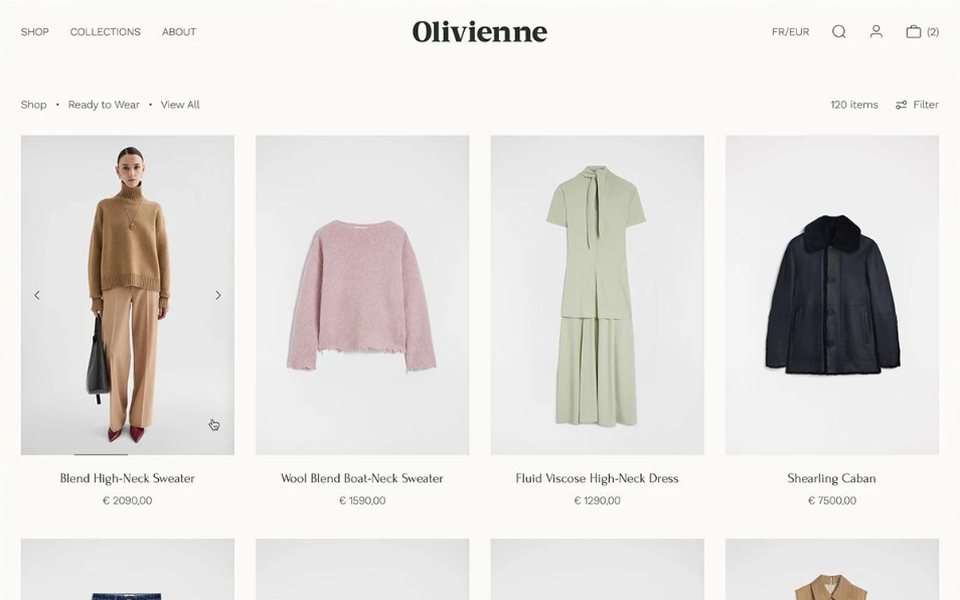 SHOP COLLECTIONS ABOUT Olivienne FR/EUR (2)
Shop • Ready to Wear • View All 120 items Filter
Blend High-Neck Sweater Wool Blend Boat-Neck Sweater Fluid Viscose High-Neck Dress Shearling Caban
€ 2090,00 € 1590,00 € 1290,00 € 7500,00